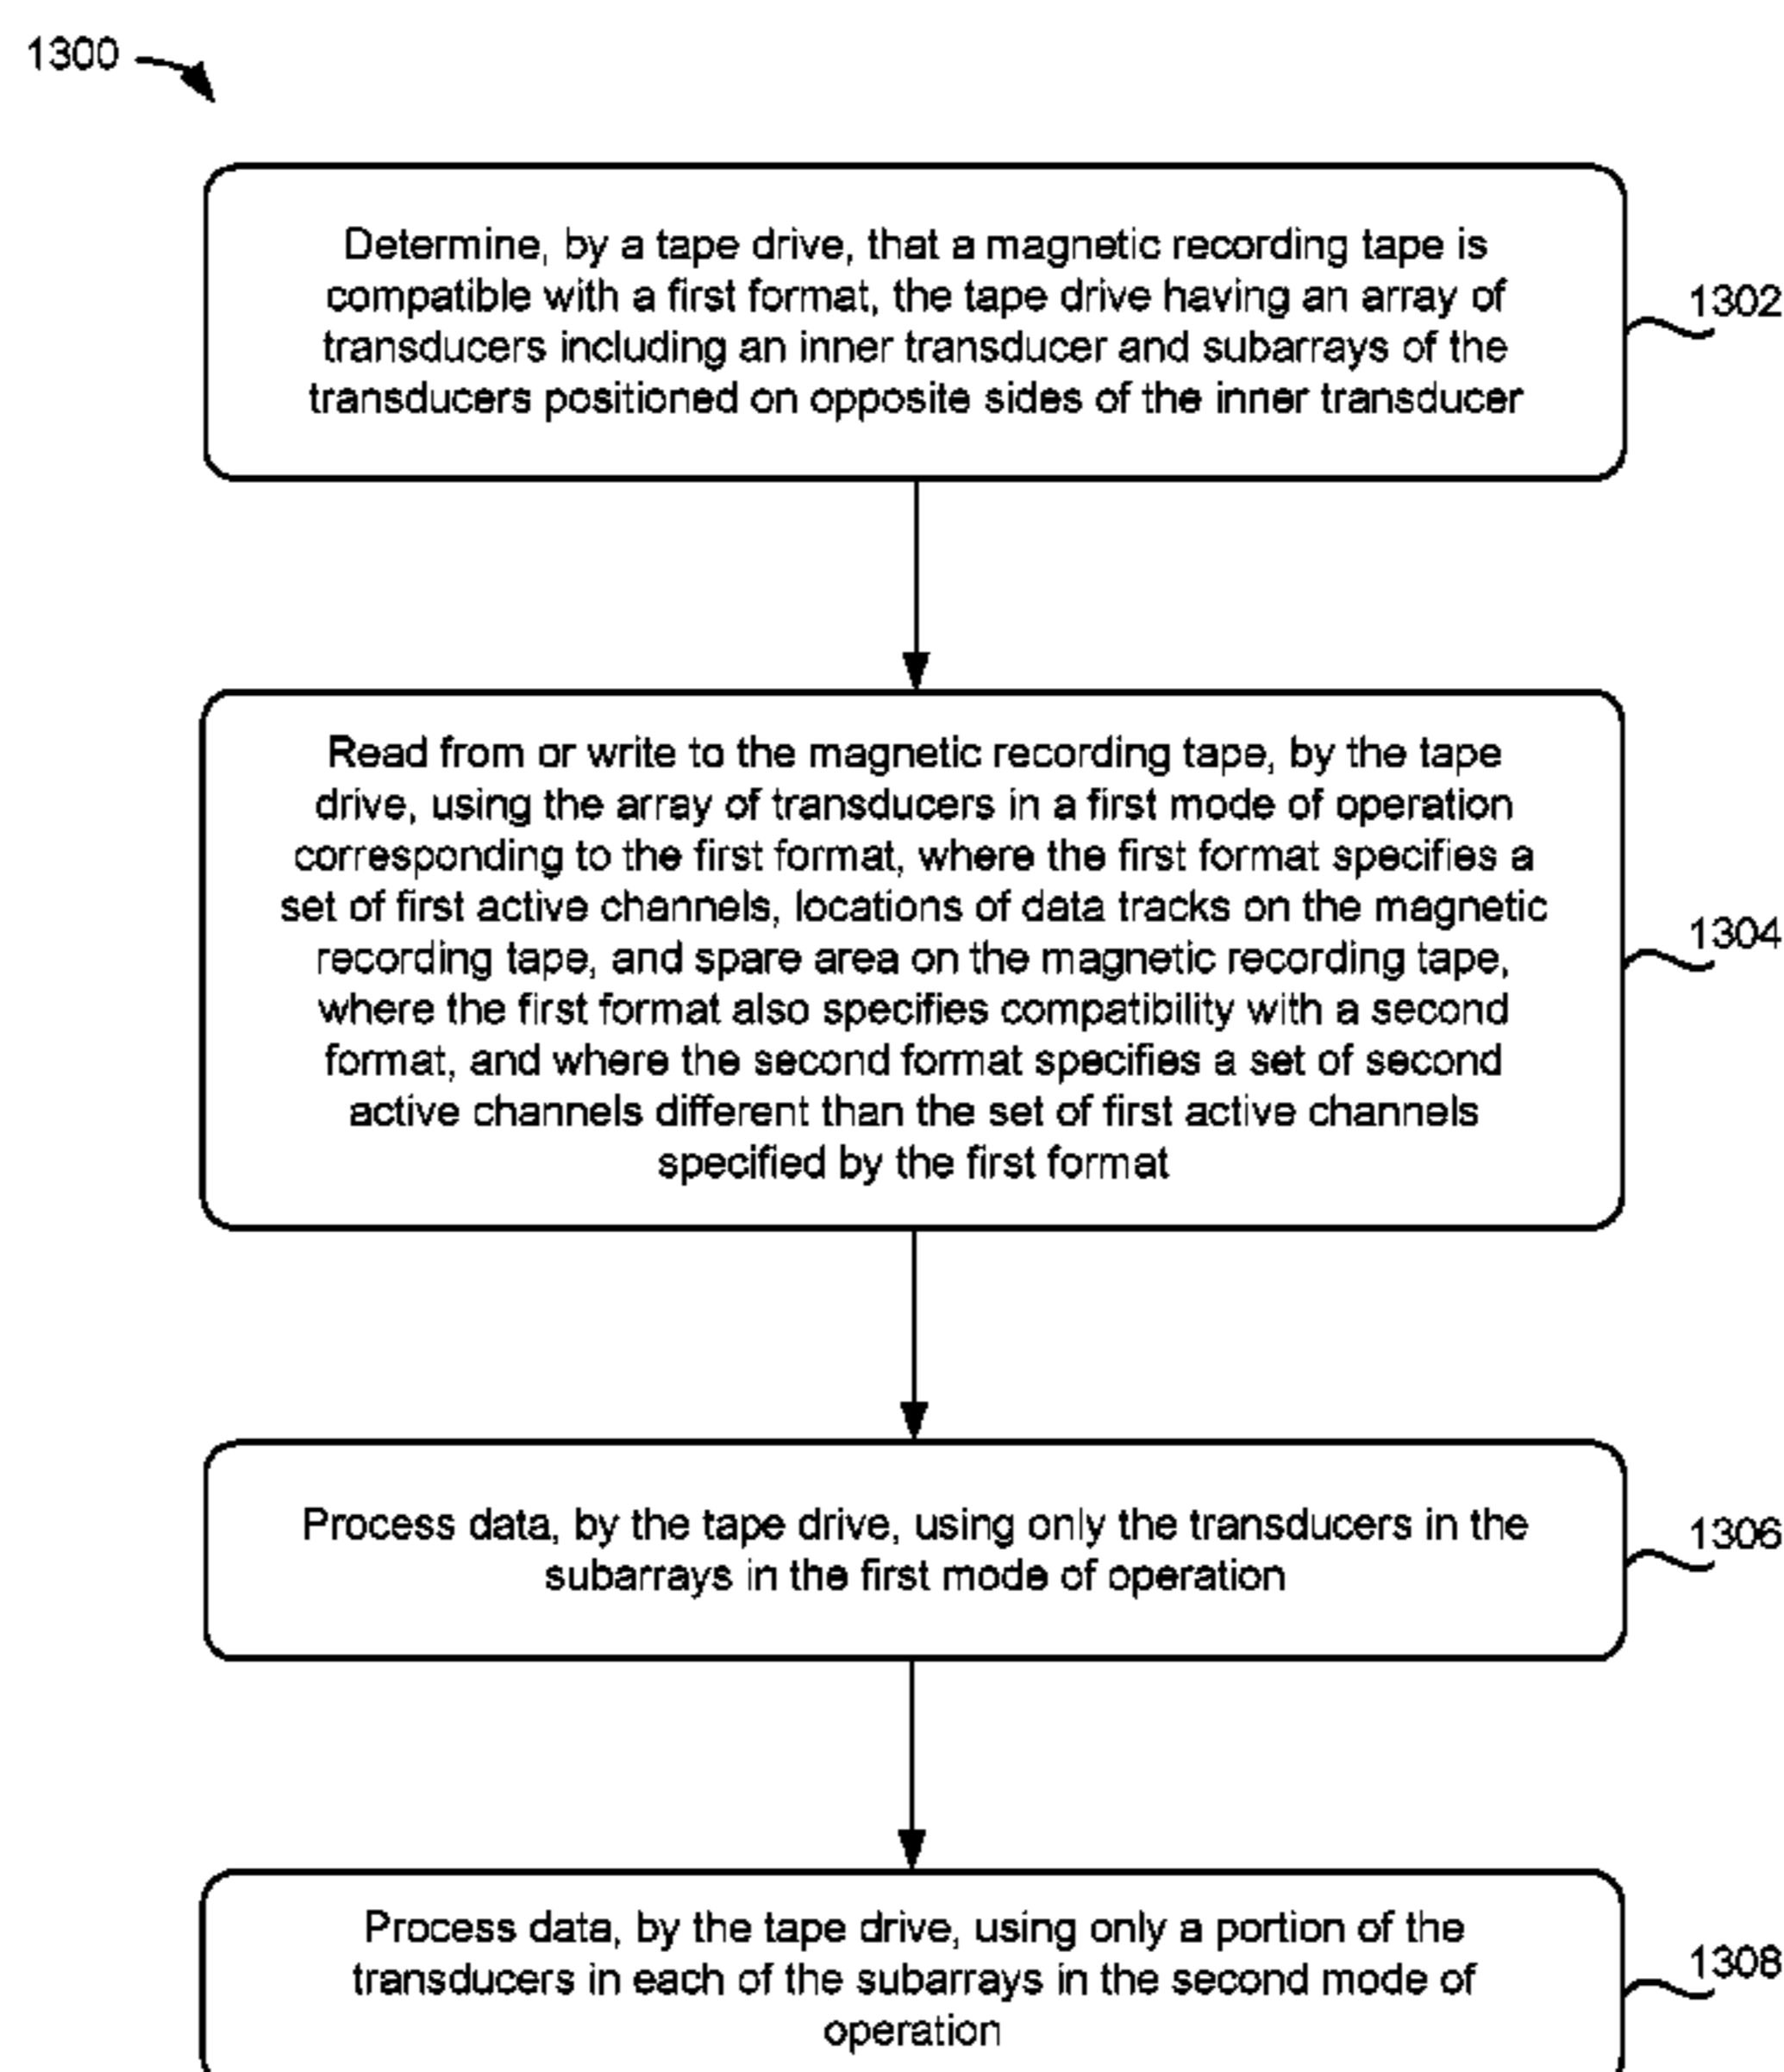 1300
Determine, by a tape drive, that a magnetic recording tape is
compatible with a first format, the tape drive having an array of
transducers including an inner transducer and subarrays of the
transducers positioned on opposite sides of the inner transducer
1302
Read from or write to the magnetic recording tape, by the tape
drive, using the array of transducers in a first mode of operation
corresponding to the first format, where the first format specifies a
set of first active channels, locations of data tracks on the magnetic
recording tape, and spare area on the magnetic recording tape,
where the first format also specifies compatibility with a second
format, and where the second format specifies a set of second
active channels different than the set of first active channels
specified by the first format
1304
Process data, by the tape drive, using only the transducers in the
subarrays in the first mode of operation
1306
Process data, by the tape drive, using only a portion of the
transducers in each of the subarrays in the second mode of
operation
1308